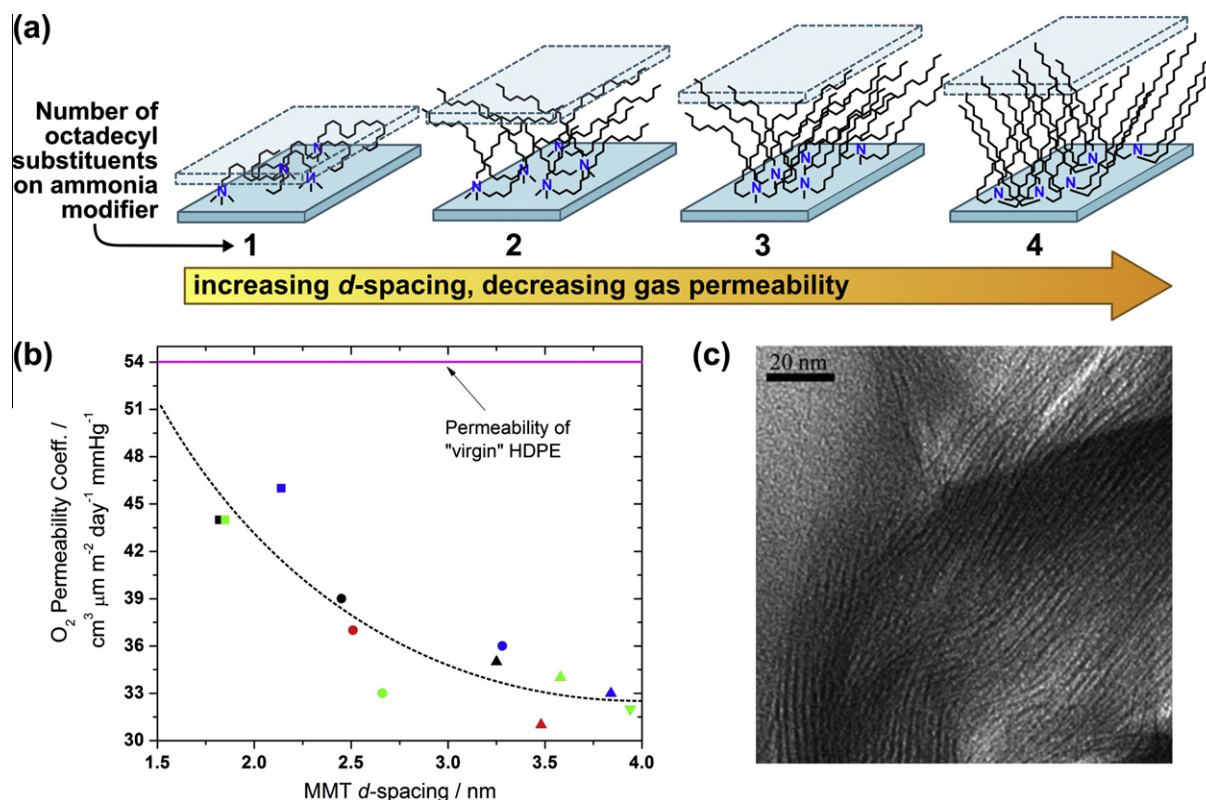 (a)
Number of
octadecyl
substituents
on ammonia
modifier
N N N N
N N N N N
N N N N N
N N N N N
1 2 3 4
increasing d-spacing, decreasing gas permeability
(b)
O₂ Permeability Coeff. /
cm³ μm m⁻² day⁻¹ mmHg⁻¹
54
51
48
45
42
39
36
33
30
Permeability of
"virgin" HDPE
1.5 2.0 2.5 3.0 3.5 4.0
MMT d-spacing / nm
(c)
20 nm